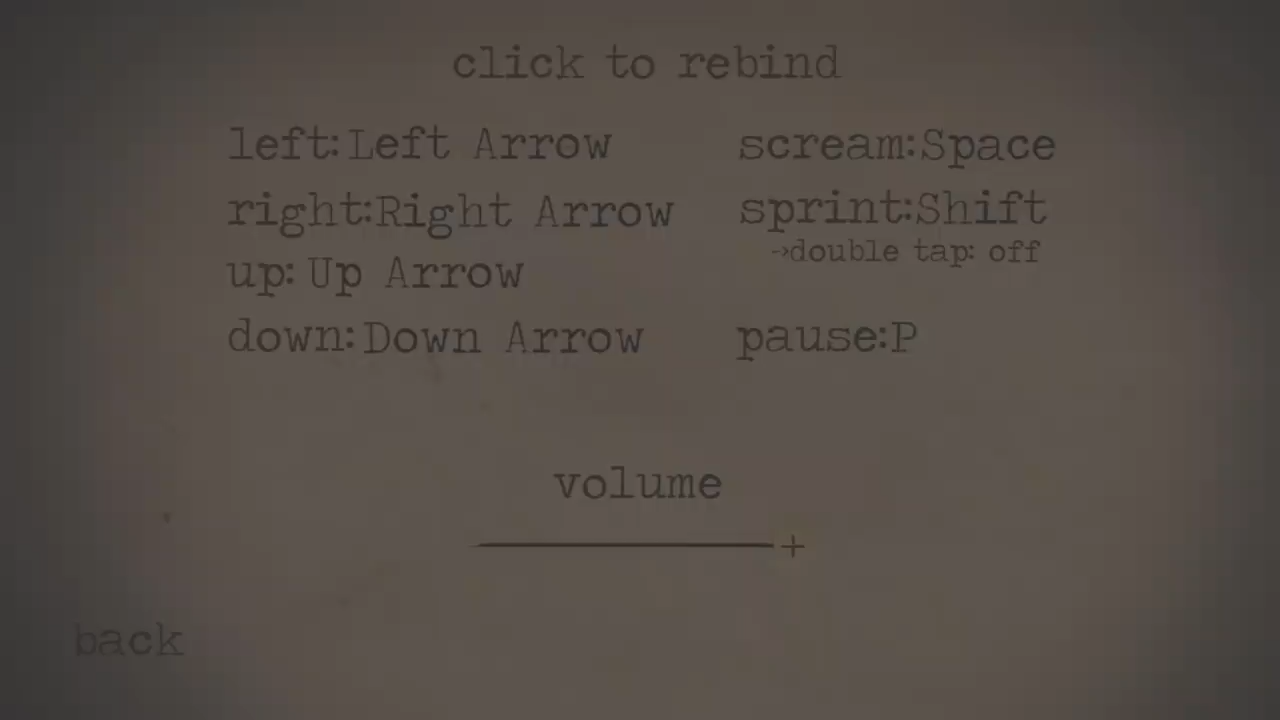 click to rebind
left:Left Arrow
right:Right Arrow
up:Up Arrow
down:Down Arrow
scream:Space
sprint:Shift
→double tap: off
pause:P
volume
+
back